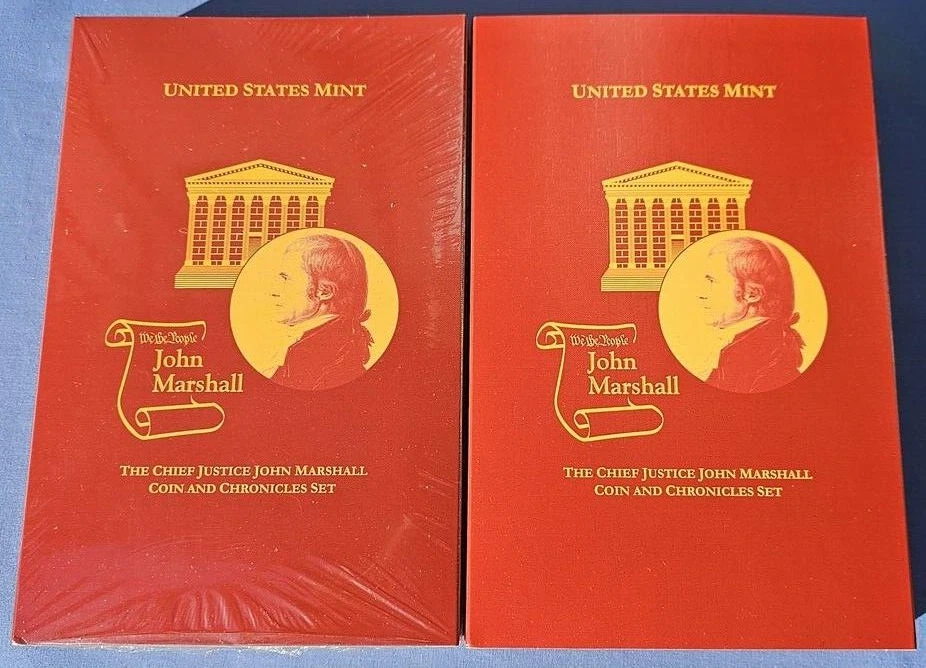 UNITED STATES MINT
We the People
John
Marshall
THE CHIEF JUSTICE JOHN MARSHALL
COIN AND CHRONICLES SET
UNITED STATES MINT
We the People
John
Marshall
THE CHIEF JUSTICE JOHN MARSHALL
COIN AND CHRONICLES SET